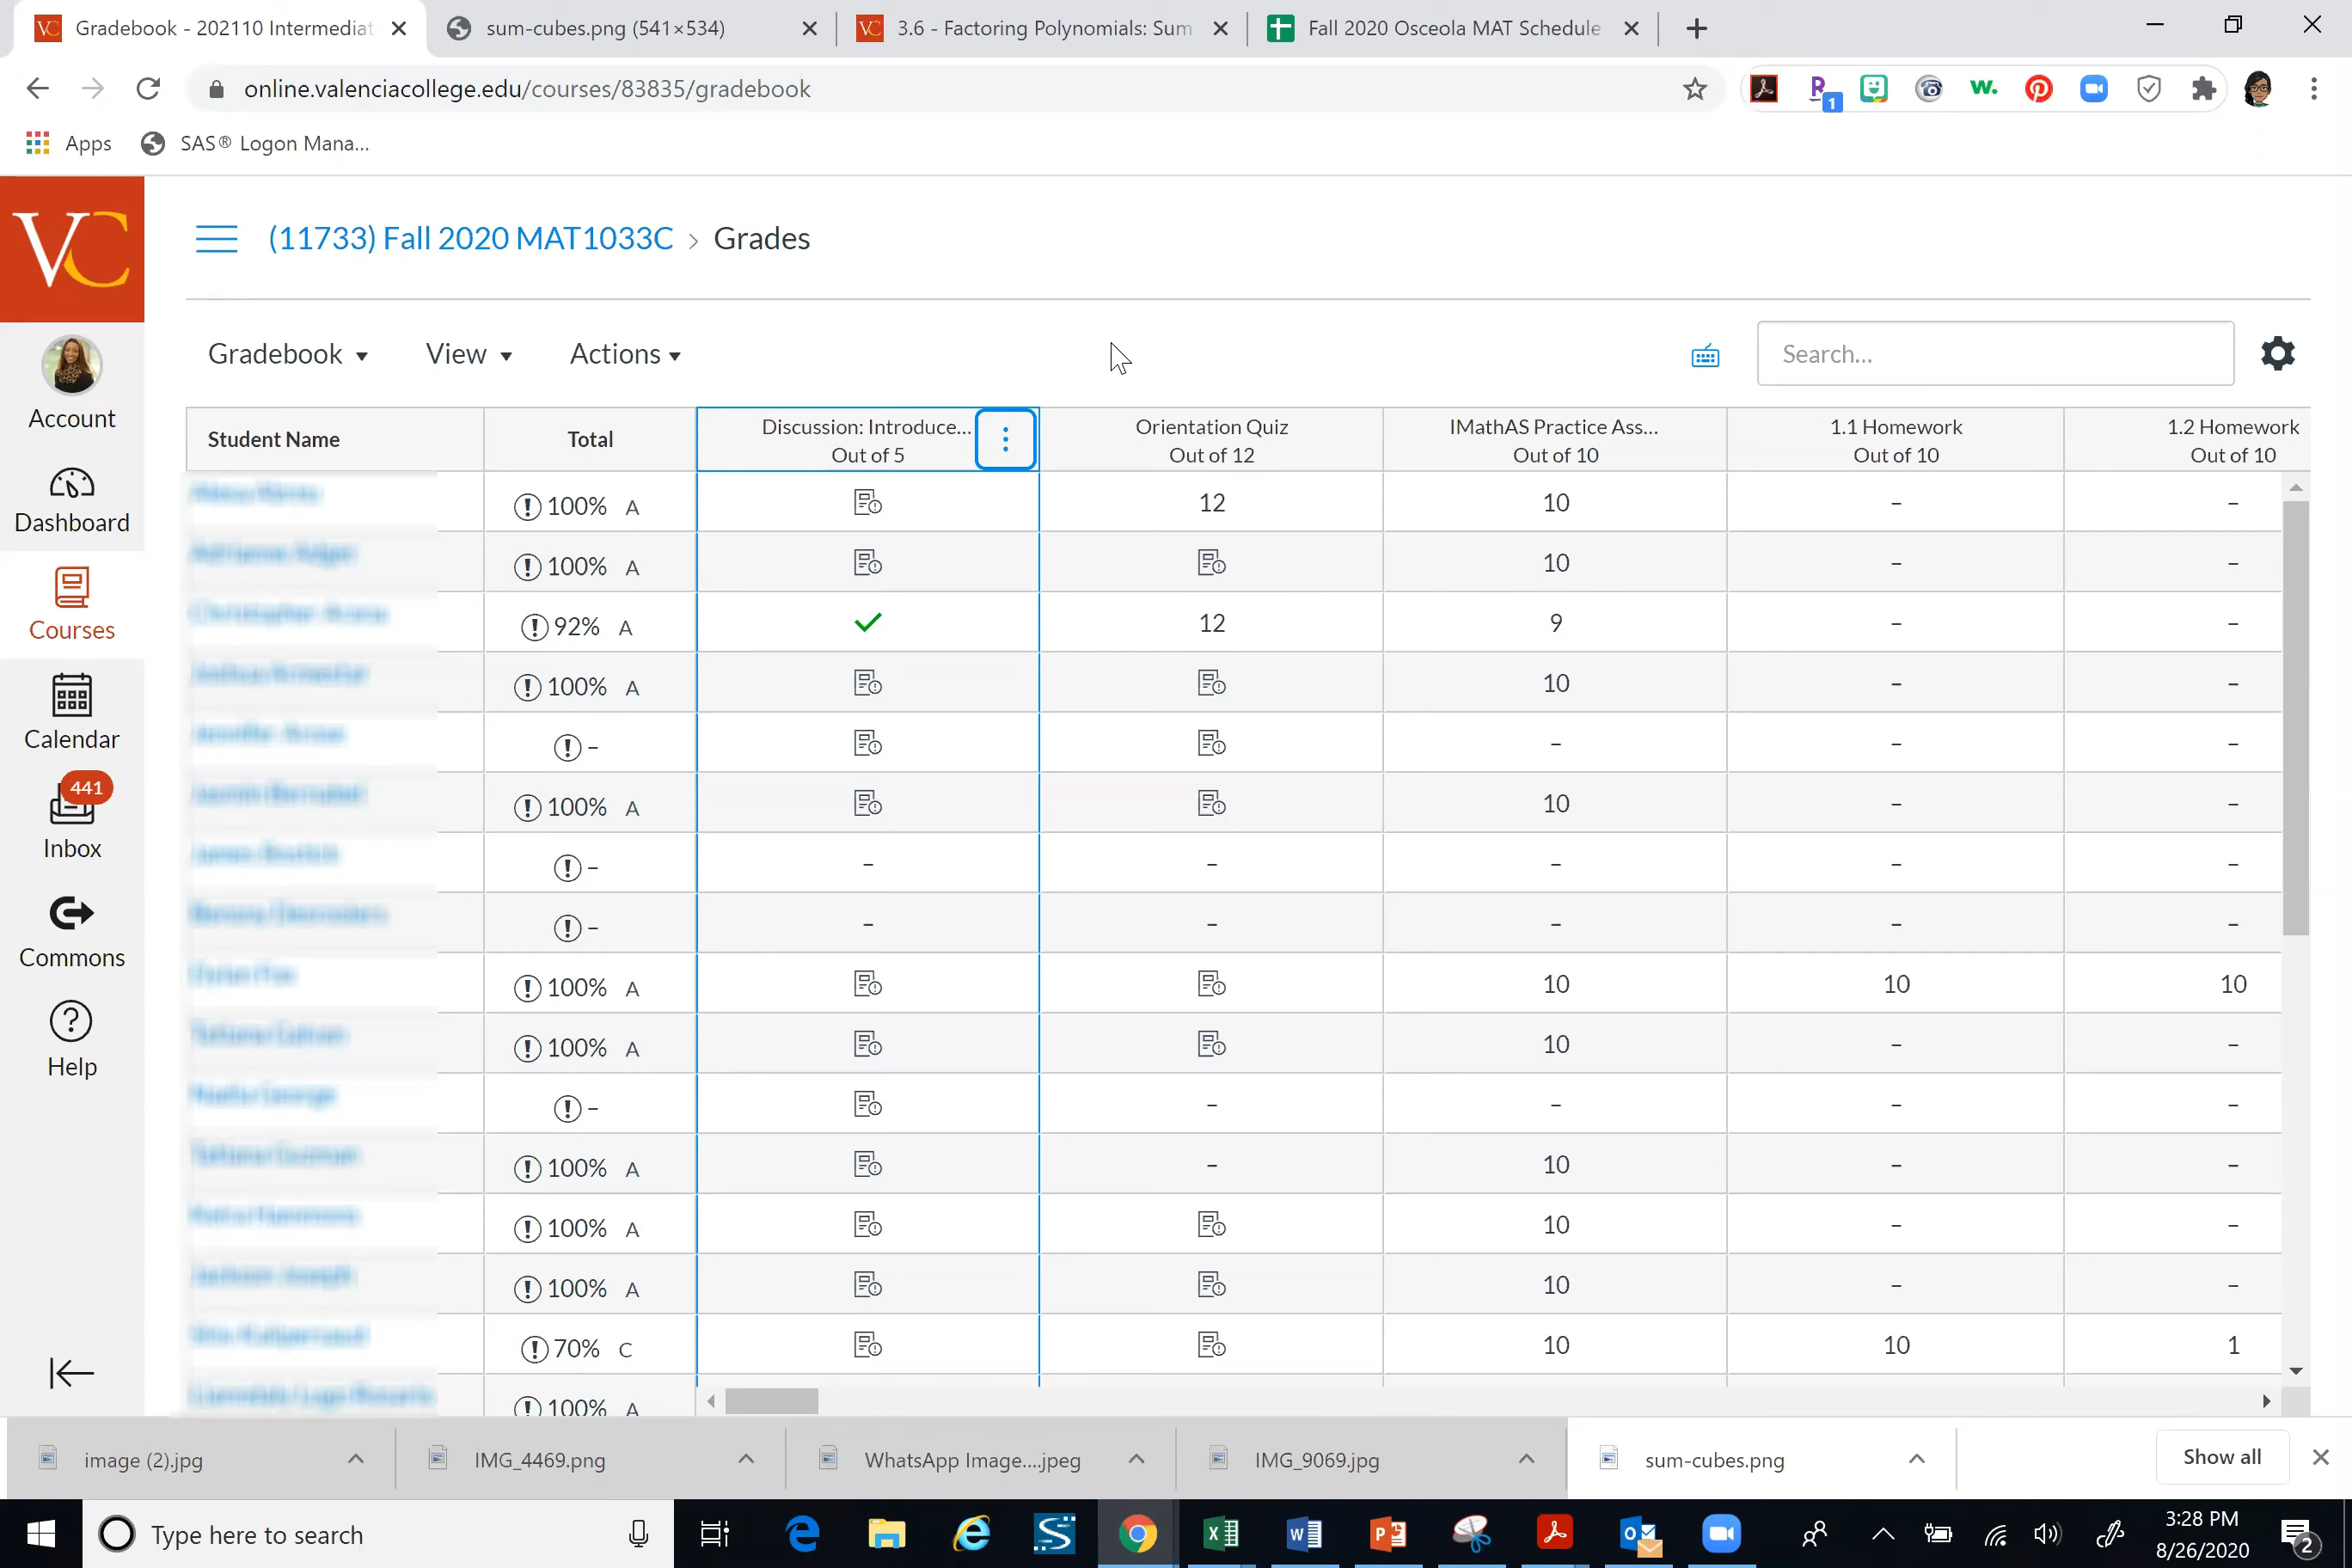 Gradebook - 202110 Intermediat
sum-cubes.png (541×534)
3.6 - Factoring Polynomials: Sum
Fall 2020 Osceola MAT Schedule
online.valenciacollege.edu/courses/83835/gradebook
1
Apps
SAS® Logon Mana...
VC
(11733) Fall 2020 MAT1033C > Grades
Gradebook View Actions
Search...
Account
Dashboard
Courses
Calendar
441
Inbox
Commons
Help
Student Name Total Discussion: Introduce... Out of 5 Orientation Quiz Out of 12 IMathAS Practice Ass... Out of 10 1.1 Homework Out of 10 1.2 Homework Out of 10
100% A 12 10 – –
100% A 10 – –
92% A 12 9 – –
100% A 10 – –
– – – –
100% A 10 – –
– – – – – –
– – – – – –
100% A 10 10 10
100% A 10 – –
– – – – –
100% A – 10 – –
100% A 10 – –
100% A 10 – –
70% C 10 10 1
100% A
image (2).jpg
IMG_4469.png
WhatsApp Image....jpeg
IMG_9069.jpg
sum-cubes.png
Show all
Type here to search
3:28 PM
8/26/2020
2